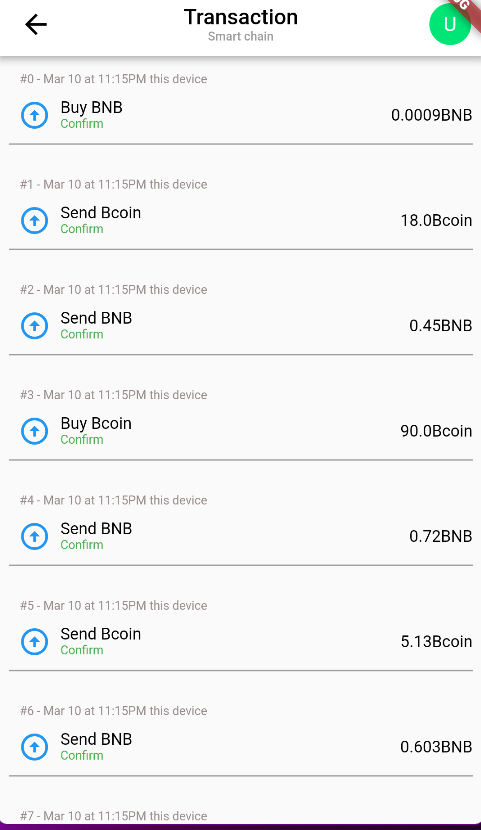 Transaction
Smart chain
U
#0 - Mar 10 at 11:15PM this device
Buy BNB
Confirm
0.0009BNB
#1 - Mar 10 at 11:15PM this device
Send Bcoin
Confirm
18.0Bcoin
#2 - Mar 10 at 11:15PM this device
Send BNB
Confirm
0.45BNB
#3 - Mar 10 at 11:15PM this device
Buy Bcoin
Confirm
90.0Bcoin
#4 - Mar 10 at 11:15PM this device
Send BNB
Confirm
0.72BNB
#5 - Mar 10 at 11:15PM this device
Send Bcoin
Confirm
5.13Bcoin
#6 - Mar 10 at 11:15PM this device
Send BNB
Confirm
0.603BNB
#7 - Mar 10 at 11:15PM this device